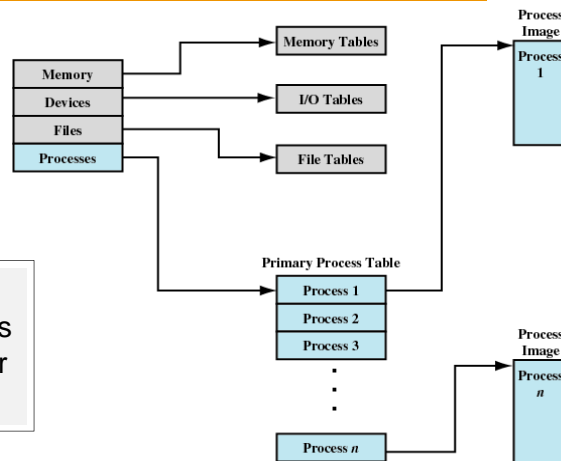 Process
Image
Process
1
Memory Tables
Memory
Devices
Files
Processes
I/O Tables
File Tables
Primary Process Table
Process 1
Process 2
Process 3
Process n
Process
Image
Process
n